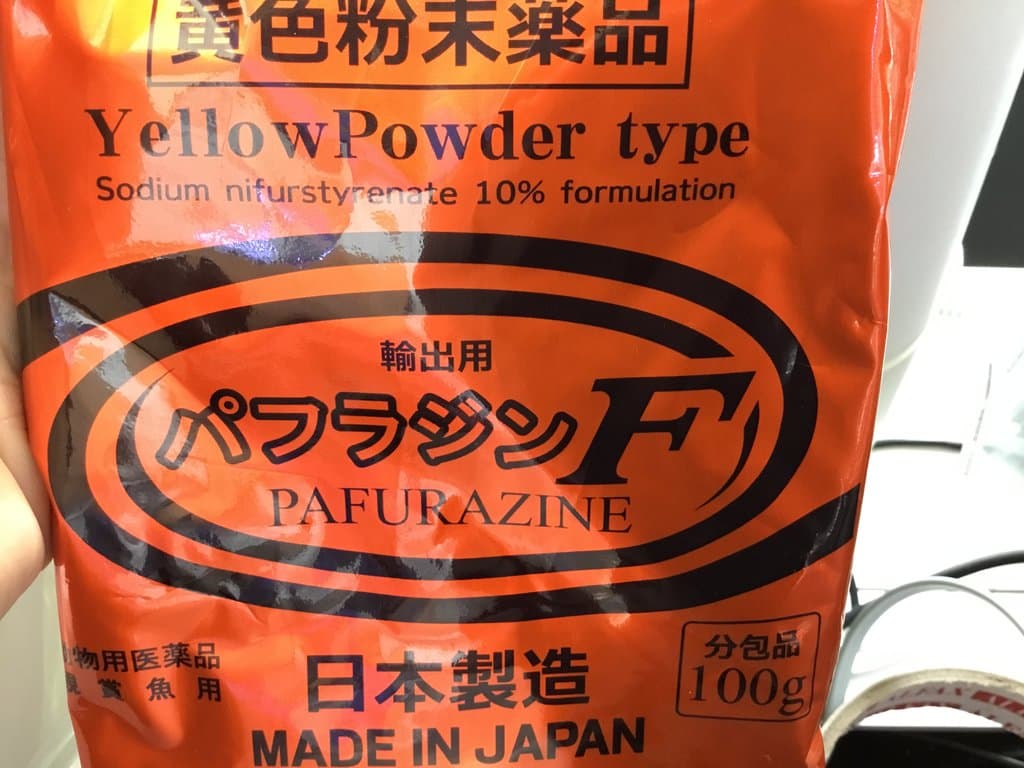 黄色粉末薬品
YellowPowder type
Sodium nifurstyrenate 10% formulation
輸出用
パフラジンF
PAFURAZINE
物用医薬品
賞魚用
日本製造
MADE IN JAPAN
分包品
100g